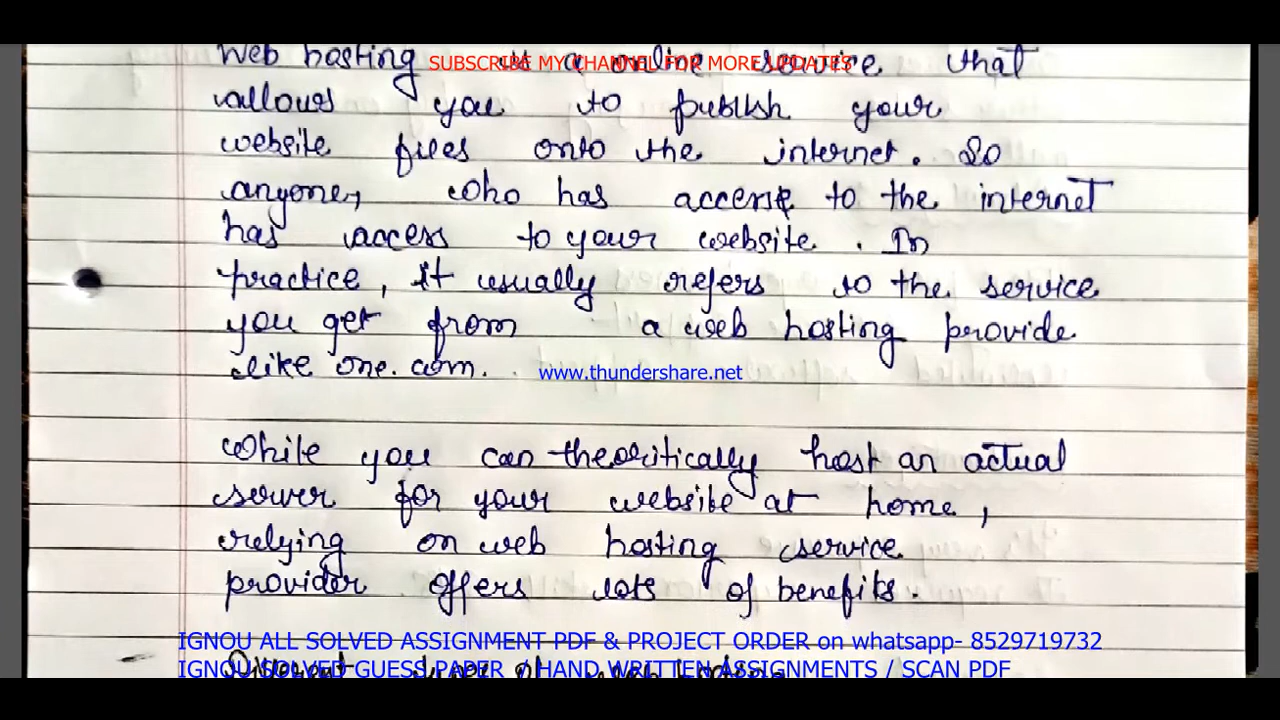 Web hosting is a online service that
SUBSCRIBE MY CHANNEL FOR MORE UPDATES
allows you to publish your
website files onto the internet. So
anyone, who has access to the internet
has access to your website. In
practice, it usually refers to the service
you get from a web hosting provide
like one.com.
www.thundershare.net
While you can theoritically host an actual
server for your website at home,
relying on web hosting service
provider offers lots of benefits.
IGNOU ALL SOLVED ASSIGNMENT PDF & PROJECT ORDER on whatsapp- 8529719732
IGNOU SOLVED GUESS PAPER / HAND WRITTEN ASSIGNMENTS / SCAN PDF